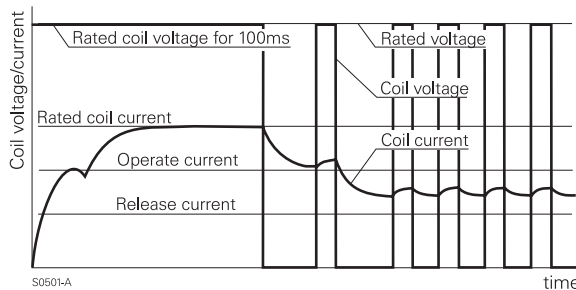 Coil voltage/current
Rated coil voltage for 100ms
Rated voltage
Coil voltage
Rated coil current
Coil current
Operate current
Release current
S0501-A
time